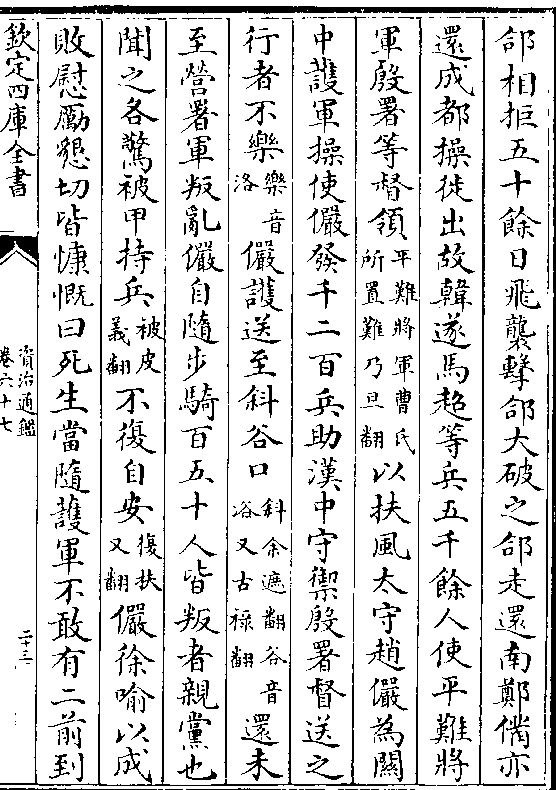 郃相拒五十餘日飛襲擊郃大破之郃走還南鄭備亦
還成都操徙出故韓遂馬超等兵五千餘人使平難將
軍殷署等督領平難將軍曹氏所置難乃旦翻以扶風太守趙儼為關
中護軍操使儼發千二百兵助漢中守禦殷署督送之
行者不樂樂音洛儼護送至斜谷口斜余遮翻谷音浴又古禄翻還未
至營署軍叛亂儼自隨步騎百五十人皆叛者親黨也
聞之各驚被甲持兵被皮義翻不復自安復扶又翻儼徐喻以成
敗慰勵懇切皆慷慨曰死生當隨護軍不敢有二前到
欽定四庫全書
資治通鑑
卷六十七
二十三